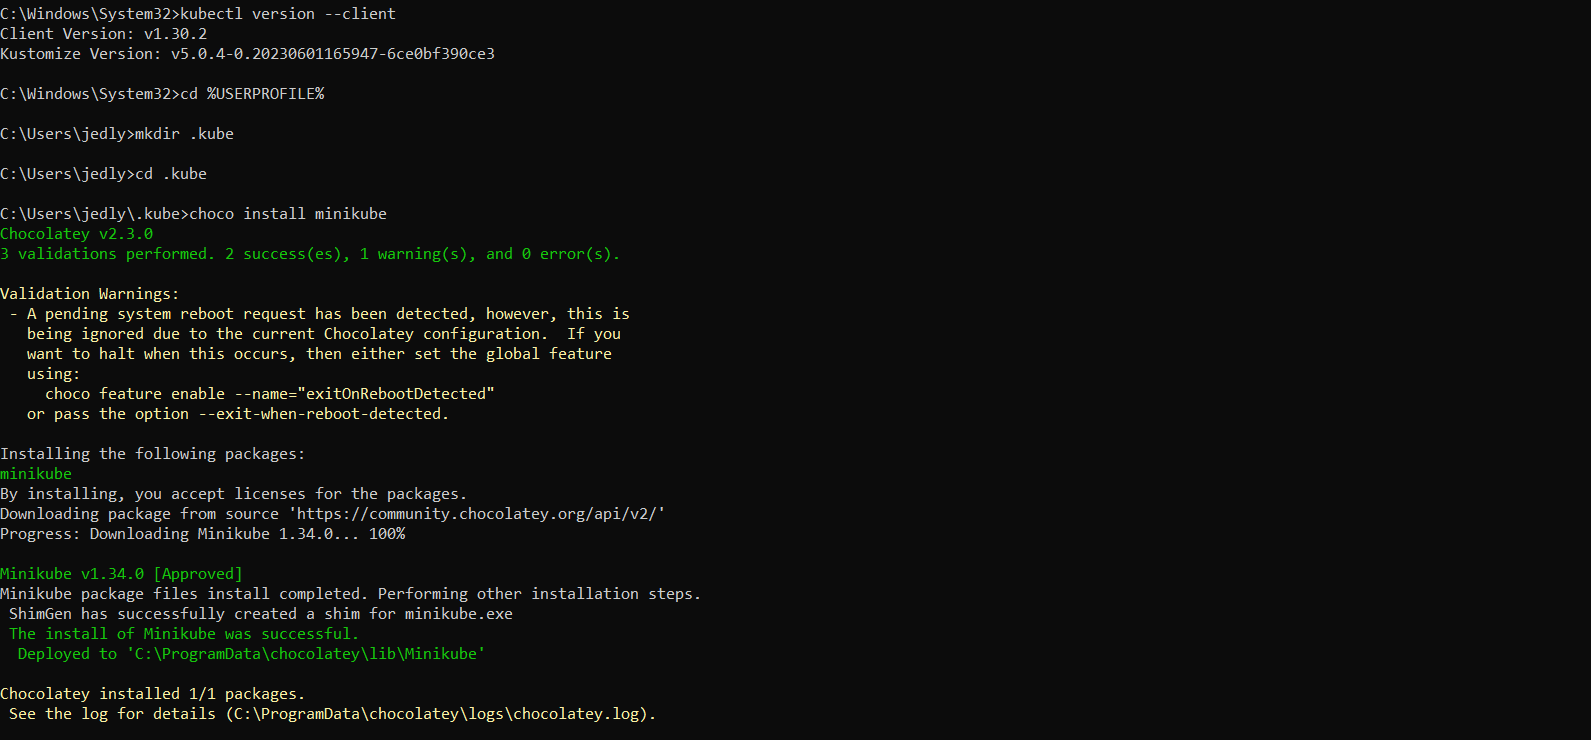 C:\Windows\System32>kubectl version --client
Client Version: v1.30.2
Kustomize Version: v5.0.4-0.20230601165947-6ce0bf390ce3
C:\Windows\System32>cd %USERPROFILE%
C:\Users\jedly>mkdir .kube
C:\Users\jedly>cd .kube
C:\Users\jedly\.kube>choco install minikube
Chocolatey v2.3.0
3 validations performed. 2 success(es), 1 warning(s), and 0 error(s).
Validation Warnings:
- A pending system reboot request has been detected, however, this is
being ignored due to the current Chocolatey configuration.  If you
want to halt when this occurs, then either set the global feature
using:
choco feature enable --name="exitOnRebootDetected"
or pass the option --exit-when-reboot-detected.
Installing the following packages:
minikube
By installing, you accept licenses for the packages.
Downloading package from source 'https://community.chocolatey.org/api/v2/'
Progress: Downloading Minikube 1.34.0... 100%
Minikube v1.34.0 [Approved]
Minikube package files install completed. Performing other installation steps.
ShimGen has successfully created a shim for minikube.exe
The install of Minikube was successful.
Deployed to 'C:\ProgramData\chocolatey\lib\Minikube'
Chocolatey installed 1/1 packages.
See the log for details (C:\ProgramData\chocolatey\logs\chocolatey.log).